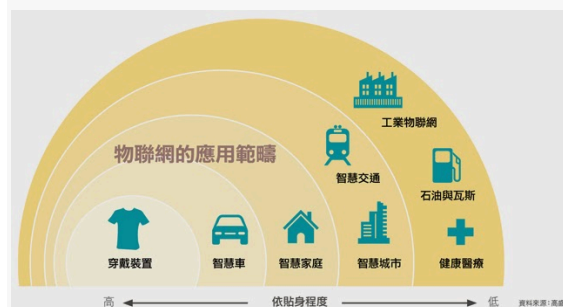 工業物聯網
物聯網的應用範疇
智慧交通
石油與瓦斯
穿戴裝置
智慧車
智慧家庭
智慧城市
健康醫療
高
依貼身程度
低
資料來源：高盛